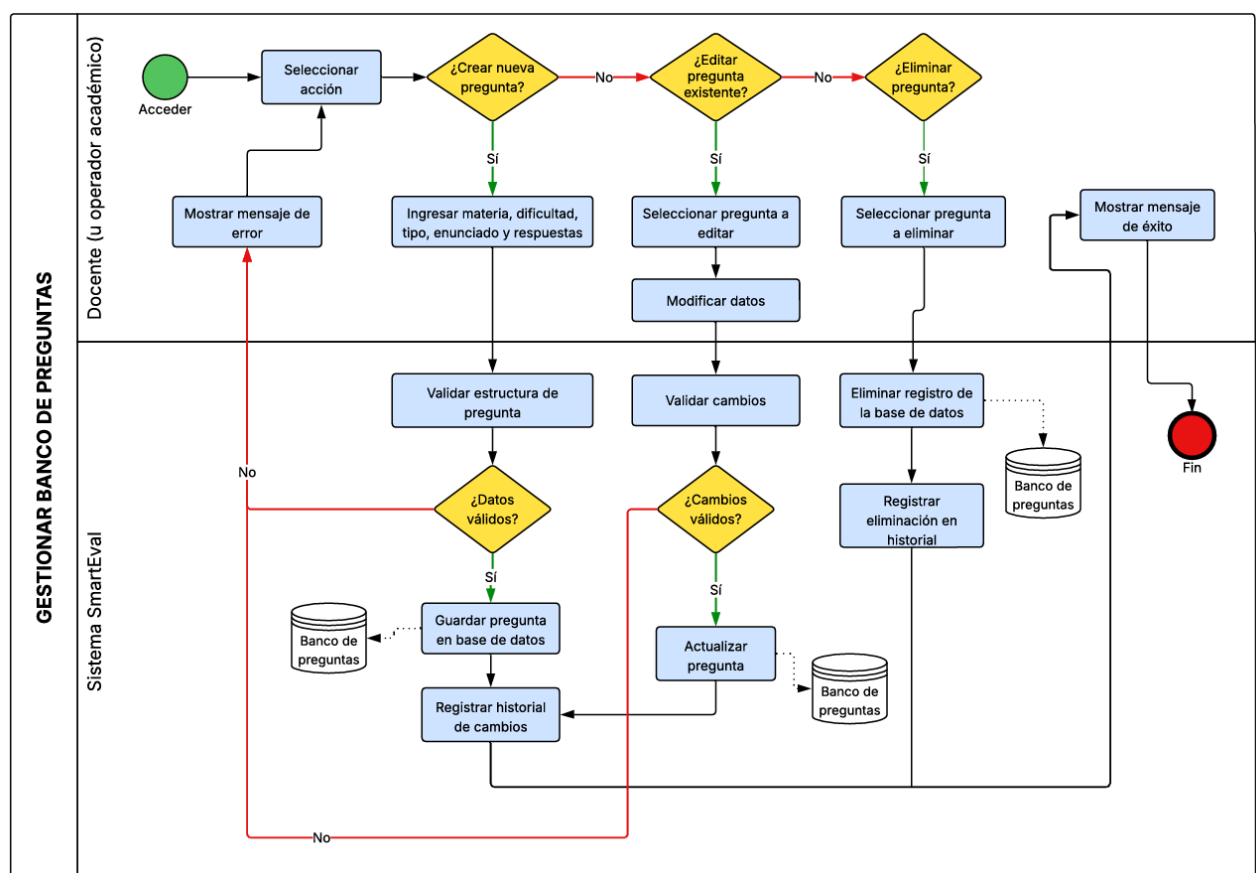 GESTIONAR BANCO DE PREGUNTAS
Docente (u operador académico)
Acceder
Seleccionar
acción
¿Crear nueva
pregunta?
No
¿Editar
pregunta
existente?
No
¿Eliminar
pregunta?
Sí
Sí
Sí
Mostrar mensaje de
error
Ingresar materia, dificultad,
tipo, enunciado y respuestas
Seleccionar pregunta a
editar
Seleccionar pregunta
a eliminar
Mostrar mensaje
de éxito
Modificar datos
Sistema SmartEval
Validar estructura de
pregunta
Validar cambios
Eliminar registro de
la base de datos
Fin
No
¿Datos
válidos?
¿Cambios
válidos?
Registrar
eliminación en
historial
Banco de
preguntas
Sí
Sí
Banco de
preguntas
Guardar pregunta
en base de datos
Actualizar
pregunta
Banco de
preguntas
Registrar historial
de cambios
No